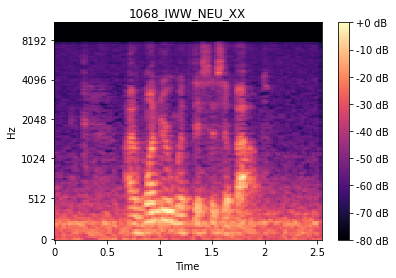 1068_IWW_NEU_XX
Hz
8192
4096
2048
1024
512
0
0 0.5 1 1.5 2 2.5
Time
+0 dB
-10 dB
-20 dB
-30 dB
-40 dB
-50 dB
-60 dB
-70 dB
-80 dB